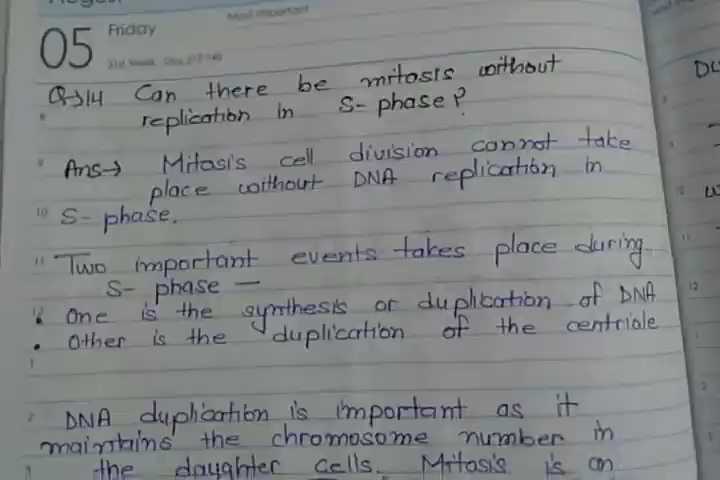 05 Friday
Most Important
Q→14 Can there be mitosis without
replication in S-phase?
Ans→ Mitosis cell division cannot take
place without DNA replication in
S-phase.
Two important events takes place during
S-phase —
• One is the synthesis or duplication of DNA
• Other is the duplication of the centriole
DNA duplication is important as it
maintains the chromosome number in
the daughter cells. Mitosis is an